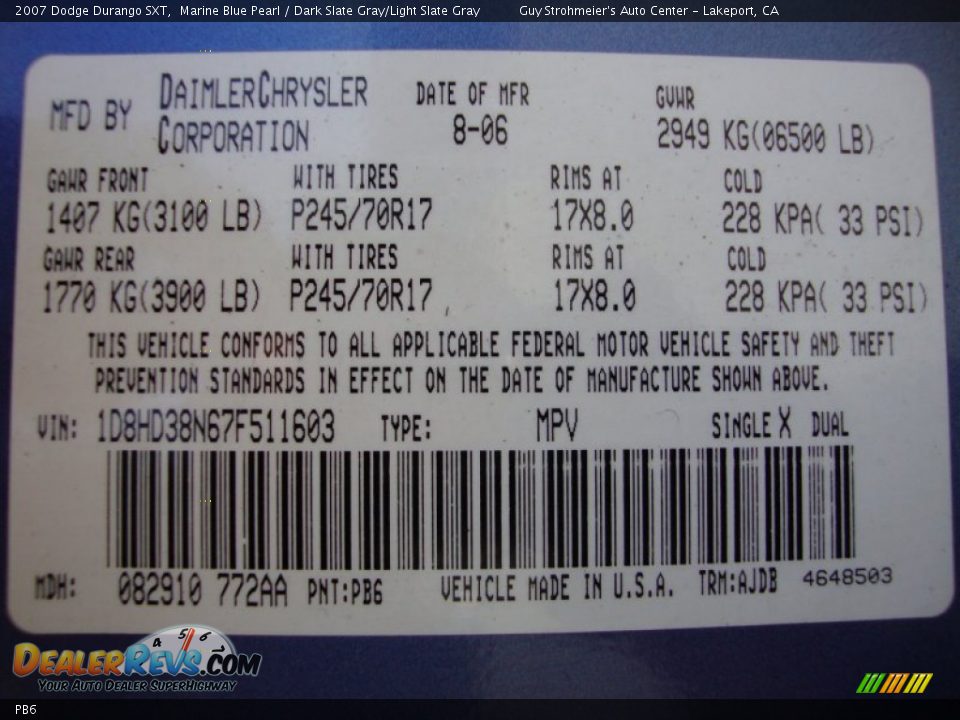 2007 Dodge Durango SXT, Marine Blue Pearl / Dark Slate Gray/Light Slate Gray Guy Strohmeier's Auto Center - Lakeport, CA
MFD BY DAIMLERCHRYSLER CORPORATION DATE OF MFR 8-06 GVWR 2949 KG(06500 LB)
GAWR FRONT WITH TIRES RIMS AT COLD
1407 KG(3100 LB) P245/70R17 17X8.0 228 KPA( 33 PSI)
GAWR REAR WITH TIRES RIMS AT COLD
1770 KG(3900 LB) P245/70R17 17X8.0 228 KPA( 33 PSI)
THIS VEHICLE CONFORMS TO ALL APPLICABLE FEDERAL MOTOR VEHICLE SAFETY AND THEFT
PREVENTION STANDARDS IN EFFECT ON THE DATE OF MANUFACTURE SHOWN ABOVE.
VIN: 1D8HD38N67F511603 TYPE: MPV SINGLE X DUAL
MDH: 082910 772AA PNT:PB6 VEHICLE MADE IN U.S.A. TRM:AJDB 4648503
4 5 6
DEALERREVS.COM
YOUR AUTO DEALER SUPERHIGHWAY
PB6